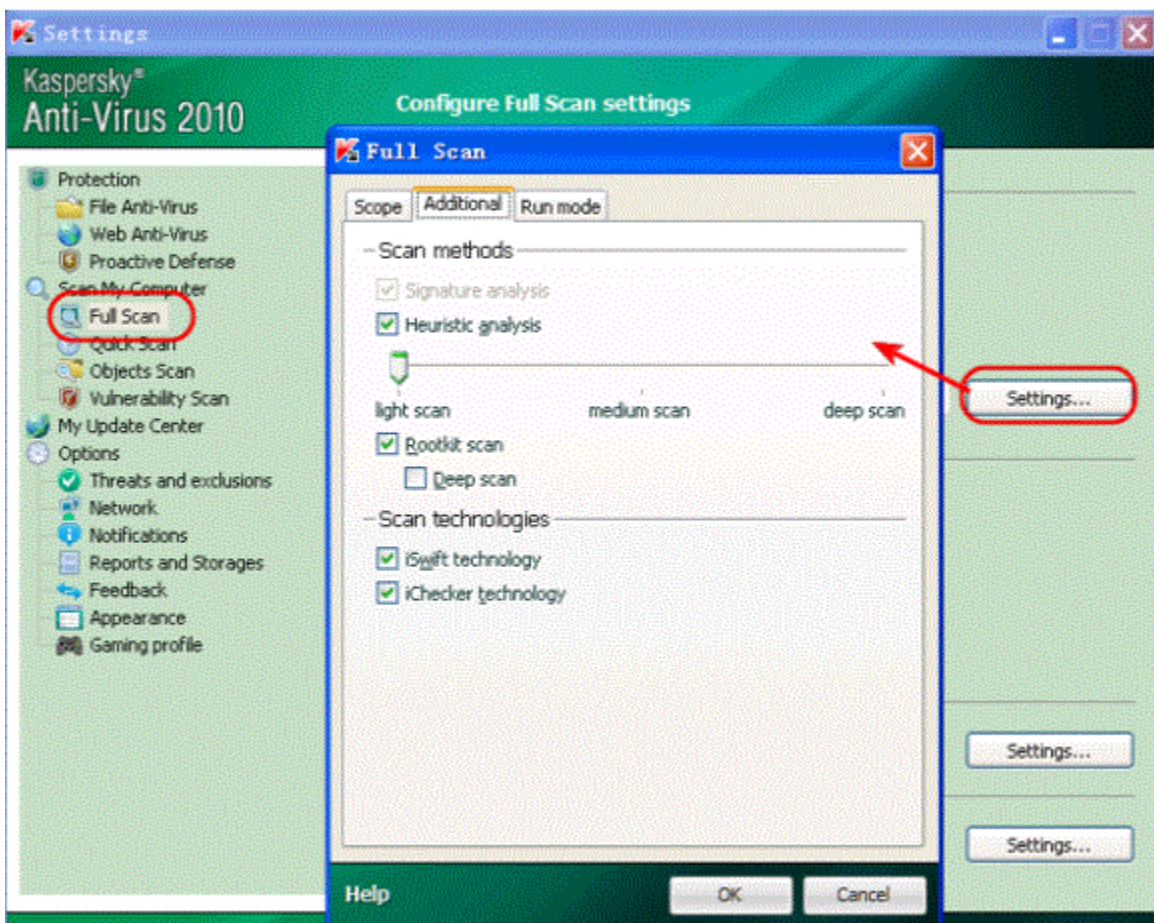 Settings
Kaspersky®
Anti-Virus 2010
Configure Full Scan settings
Protection
File Anti-Virus
Web Anti-Virus
Proactive Defense
Scan My Computer
Full Scan
Quick Scan
Objects Scan
Vulnerability Scan
My Update Center
Options
Threats and exclusions
Network
Notifications
Reports and Storages
Feedback
Appearance
Gaming profile
Full Scan
Scope
Additional
Run mode
Scan methods
Signature analysis
Heuristic analysis
light scan
medium scan
deep scan
Rootkit scan
Deep scan
Scan technologies
iSwift technology
iChecker technology
Help
OK
Cancel
Settings...
Settings...
Settings...